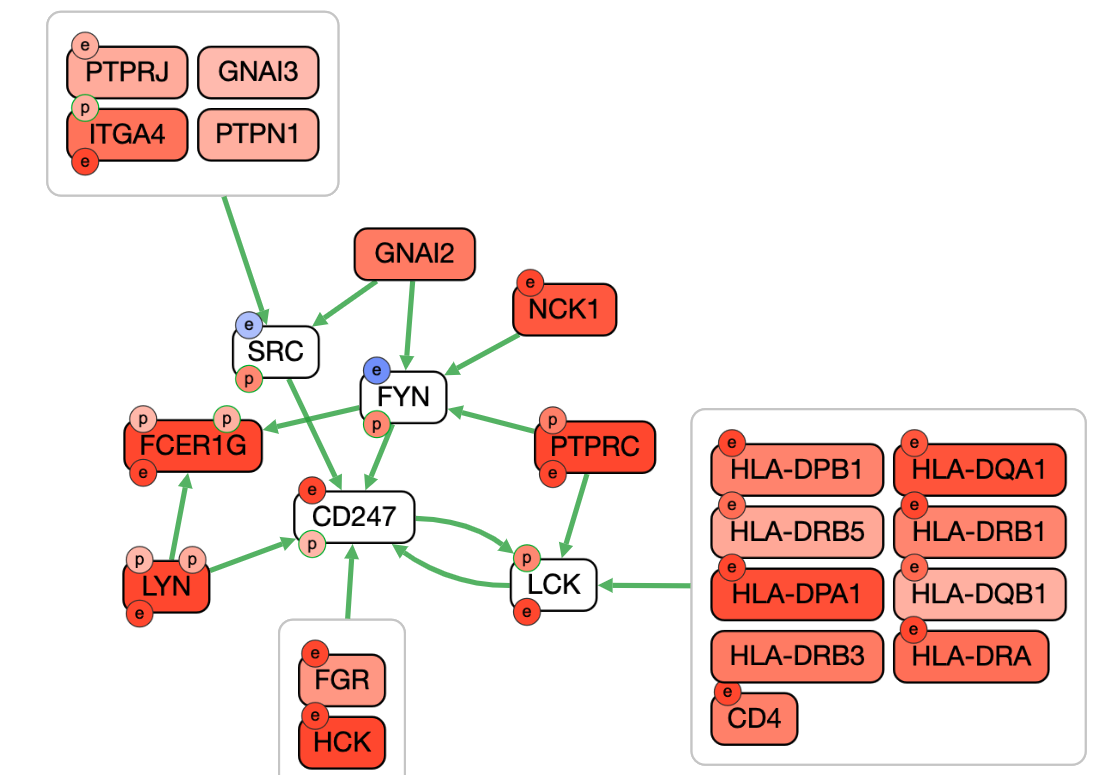 e
PTPRJ GNAI3
p
ITGA4 PTPN1
e
GNAI2
e
NCK1
e
SRC
p
e
FYN
p
p p
FCER1G
e
p
PTPRC
e
e
CD247
p
p p
LYN
e
p
LCK
e
e
FGR
e
HCK
e e
HLA-DPB1 HLA-DQA1
e e
HLA-DRB5 HLA-DRB1
e e
HLA-DPA1 HLA-DQB1
e
HLA-DRB3 HLA-DRA
e
CD4